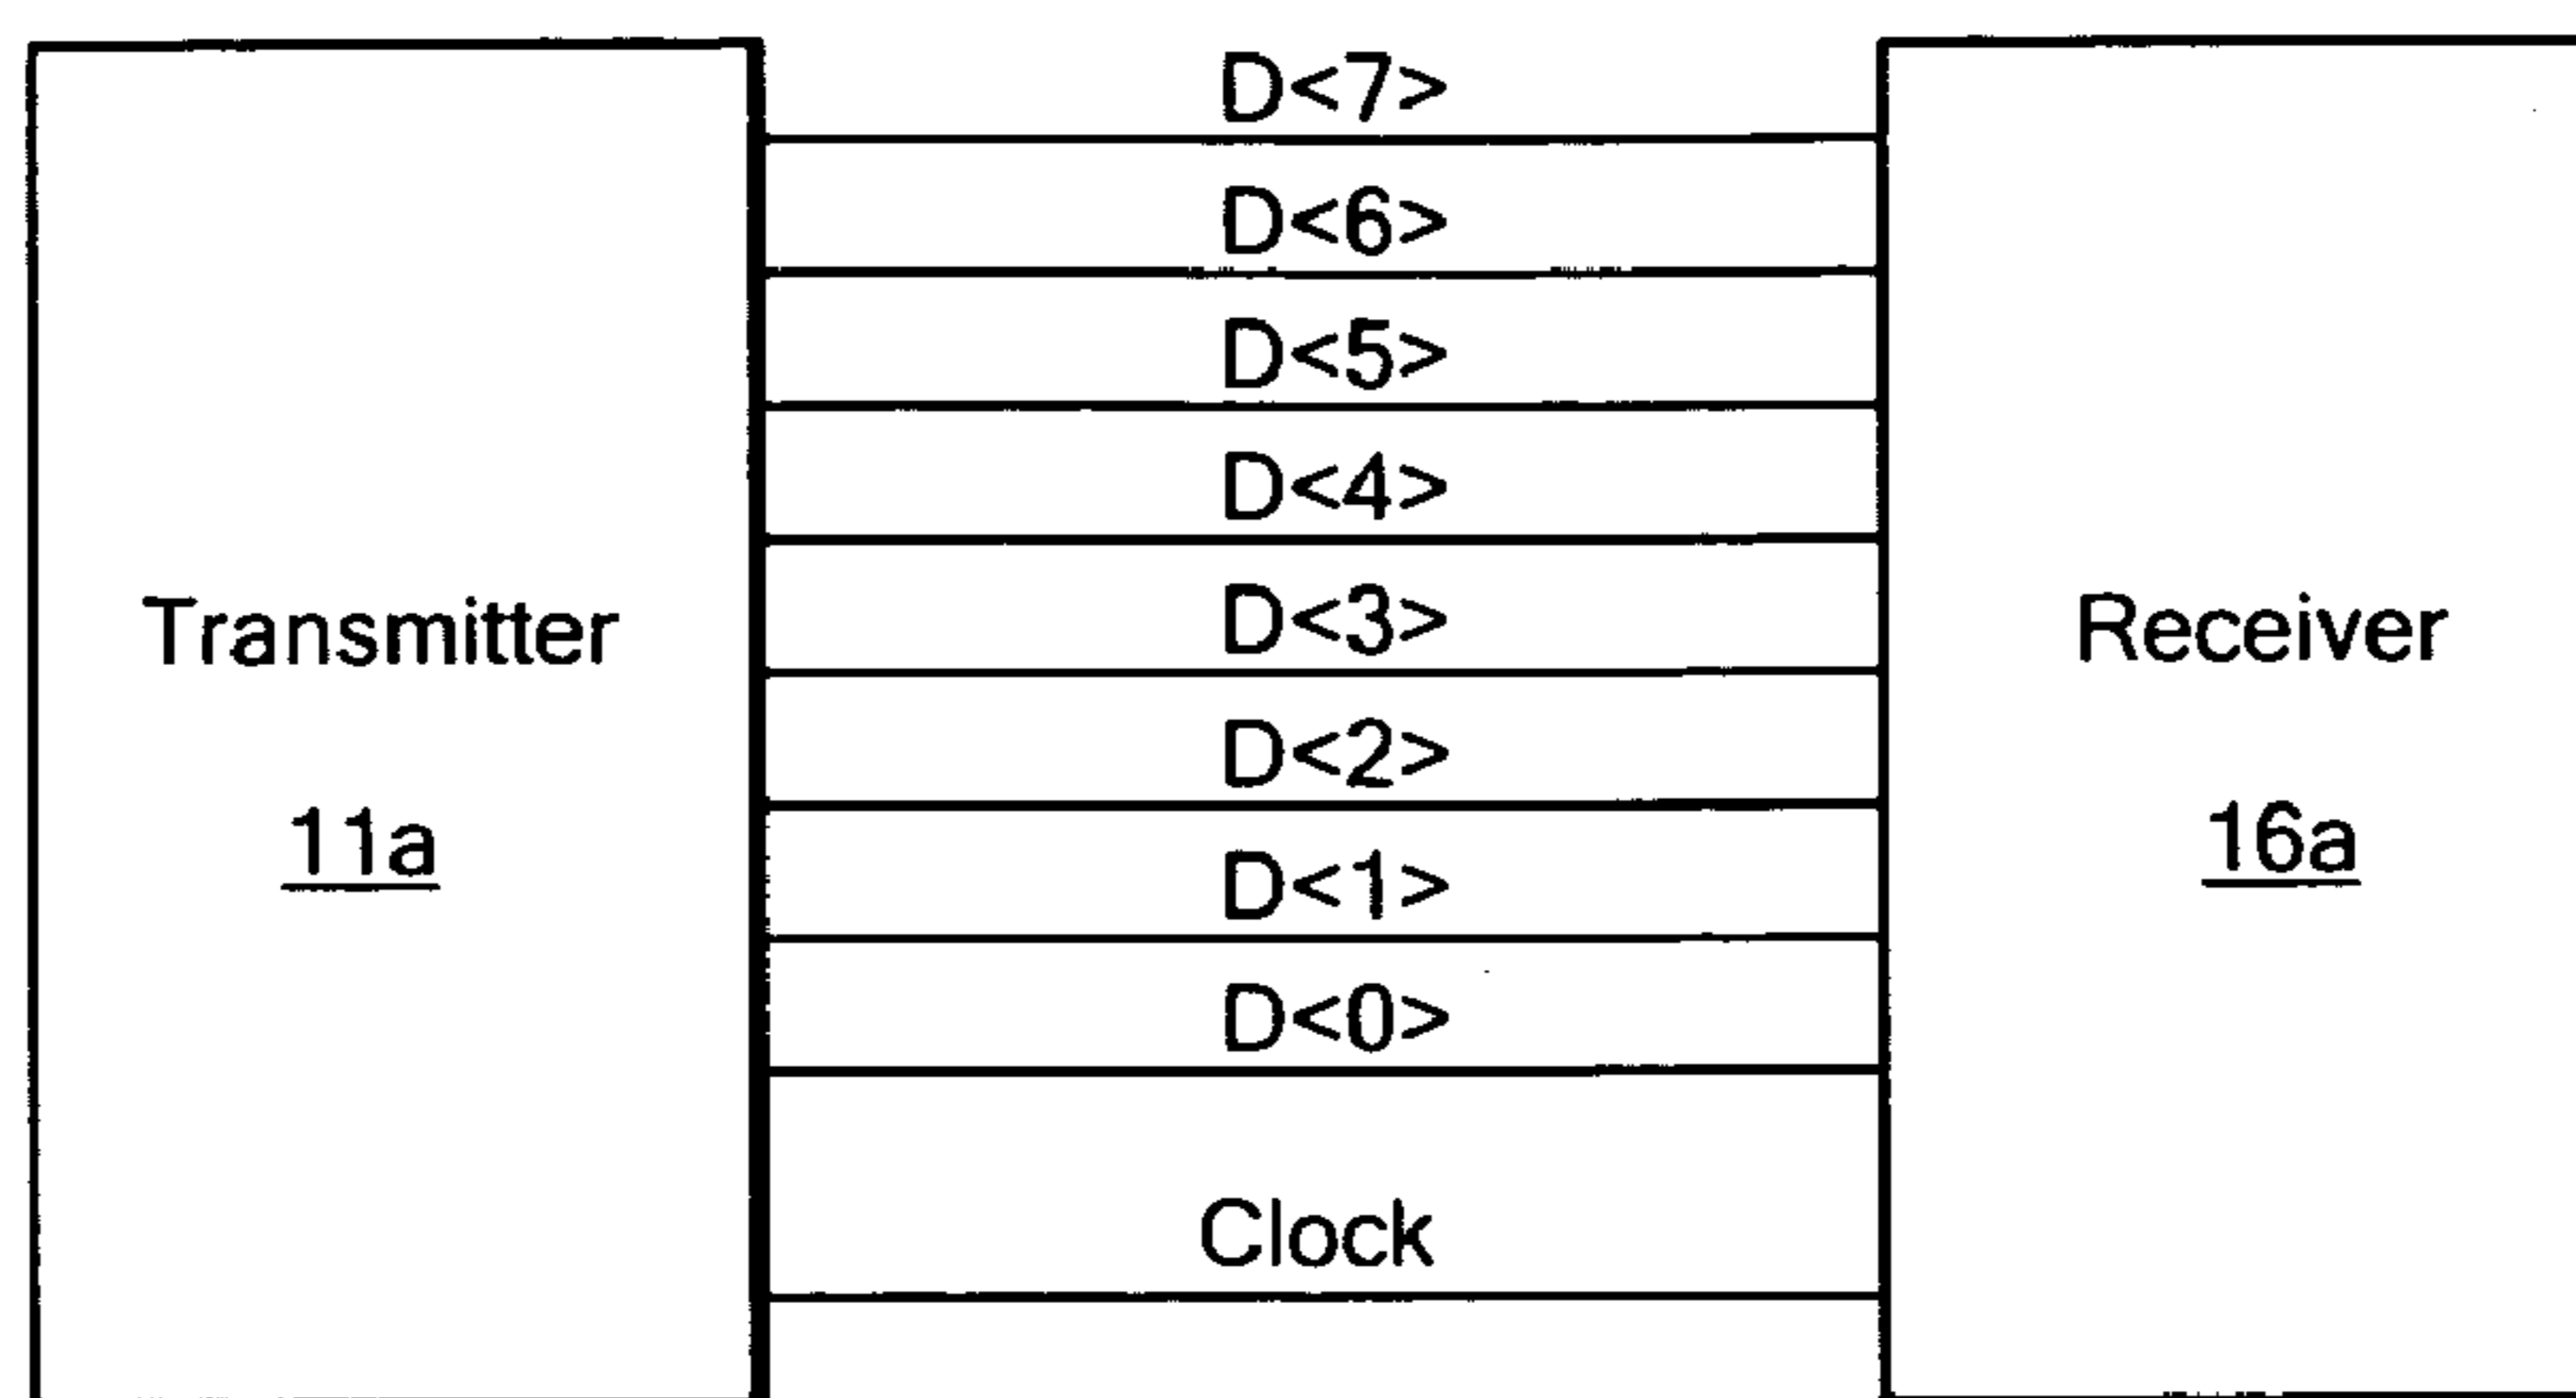 D<7>
D<6>
D<5>
D<4>
D<3>
D<2>
D<1>
D<0>
Clock
Transmitter
11a
Receiver
16a